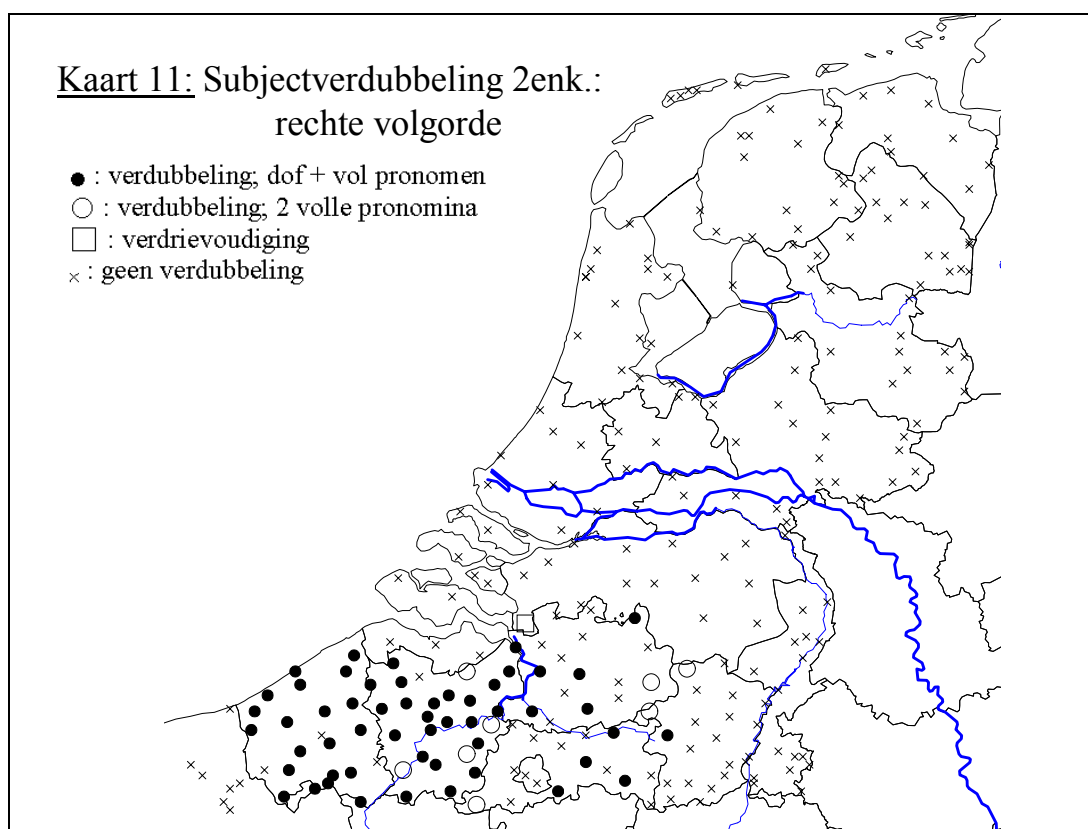 Kaart 11: Subjectverdubbeling 2enk.:
rechte volgorde
● : verdubbeling; dof + vol pronomen
○ : verdubbeling; 2 volle pronomina
□ : verdrievoudiging
× : geen verdubbeling